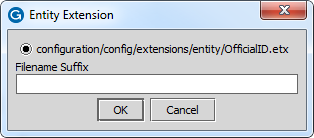 Entity Extension
configuration/config/extensions/entity/OfficialID.etx
Filename Suffix
OK
Cancel